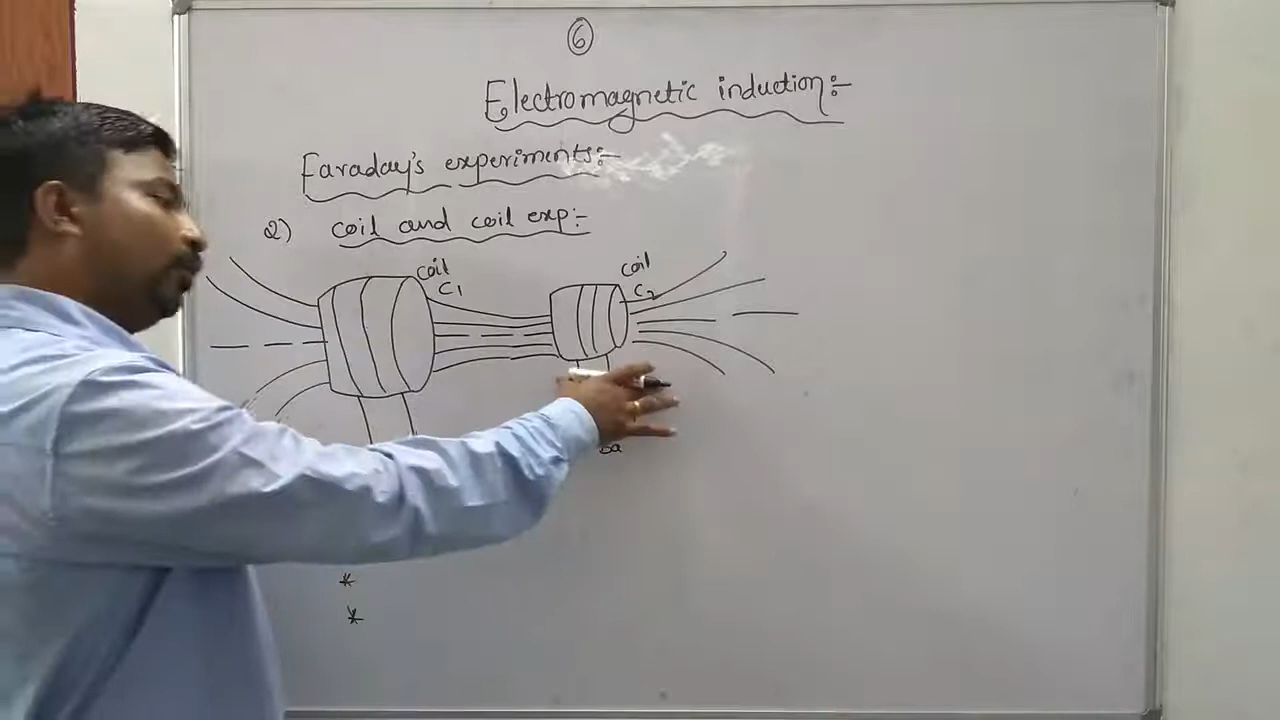 6
Electromagnetic induction:-
Faraday's experiments:-
2) coil and coil exp:-
coil
C1
coil
C2
*
*